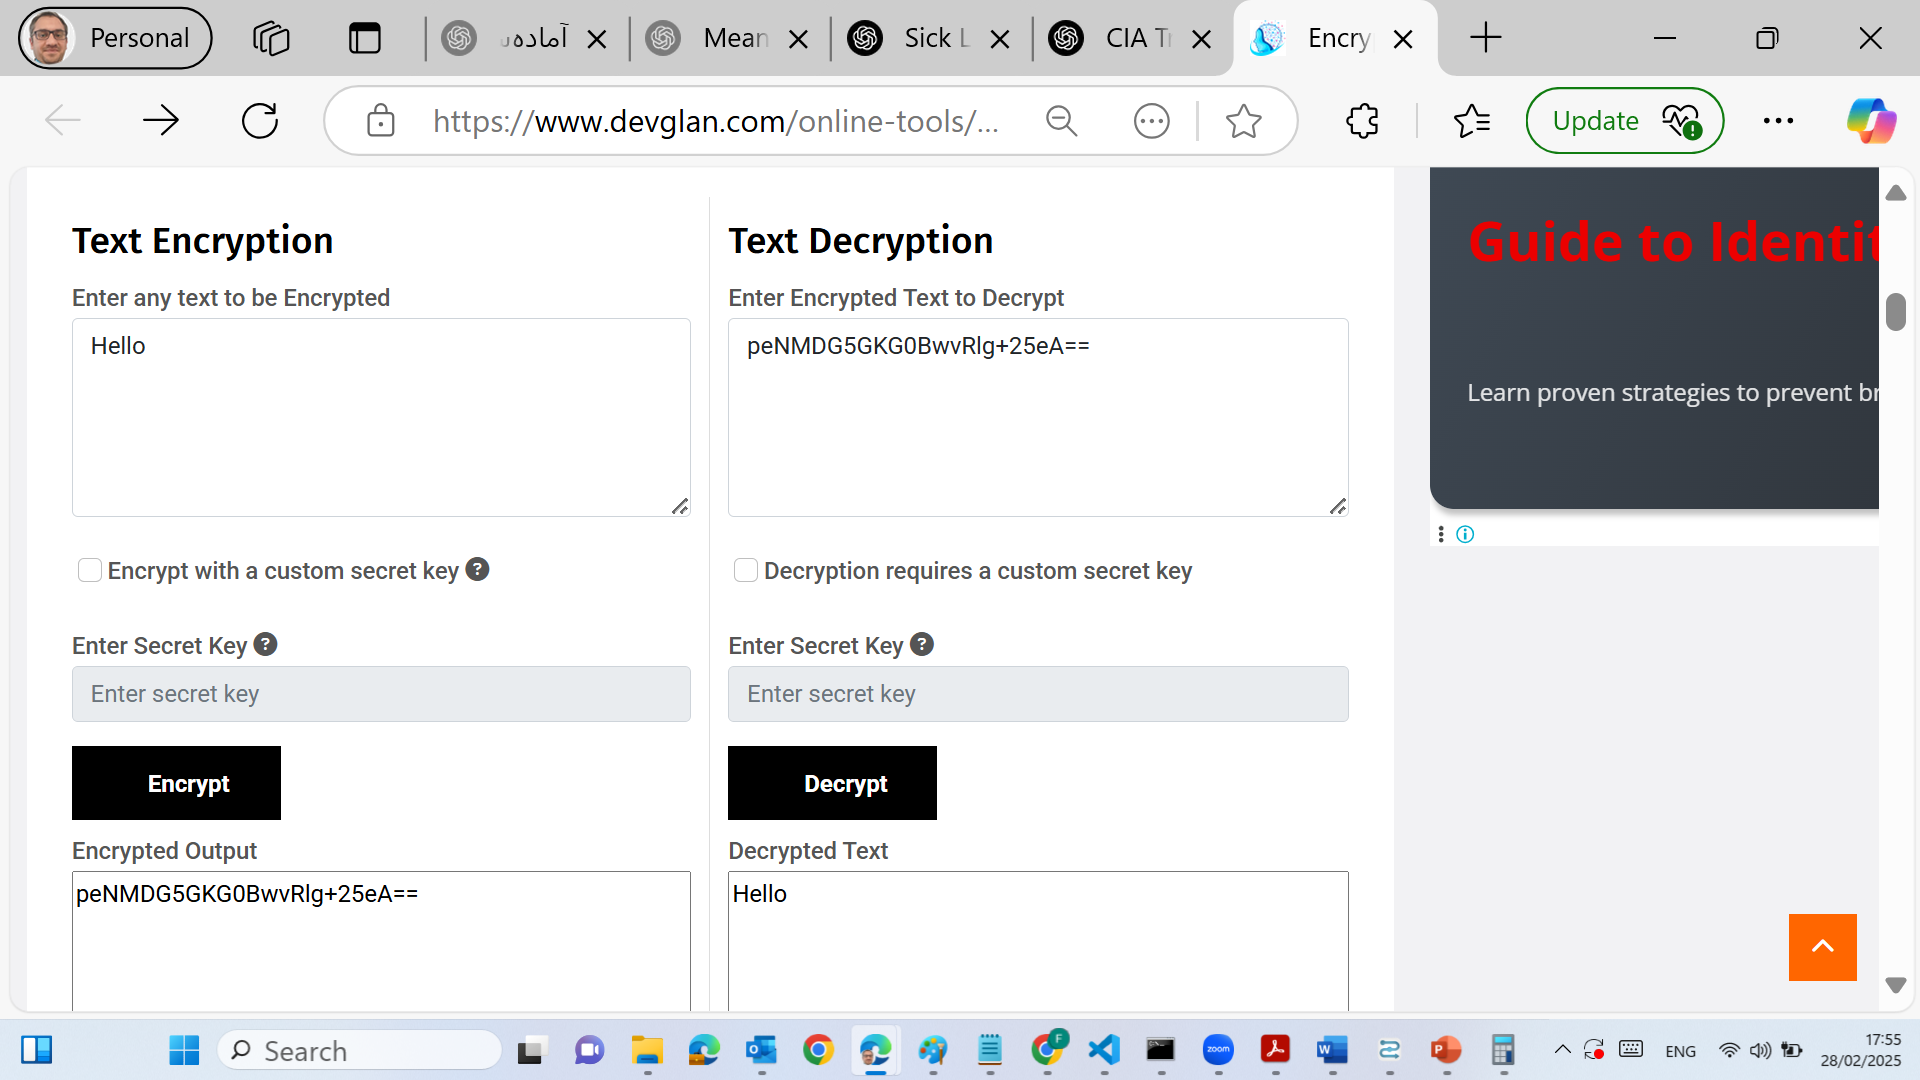 Personal
آماده
Mean
Sick L
CIA Tr
Encry
https://www.devglan.com/online-tools/...
Update
Text Encryption
Enter any text to be Encrypted
Hello
Encrypt with a custom secret key ?
Enter Secret Key ?
Enter secret key
Encrypt
Encrypted Output
peNMDG5GKG0BwvRlg+25eA==
Text Decryption
Enter Encrypted Text to Decrypt
peNMDG5GKG0BwvRlg+25eA==
Decryption requires a custom secret key
Enter Secret Key ?
Enter secret key
Decrypt
Decrypted Text
Hello
Guide to Identit
Learn proven strategies to prevent br
Search
F
zoom
ENG
17:55
28/02/2025